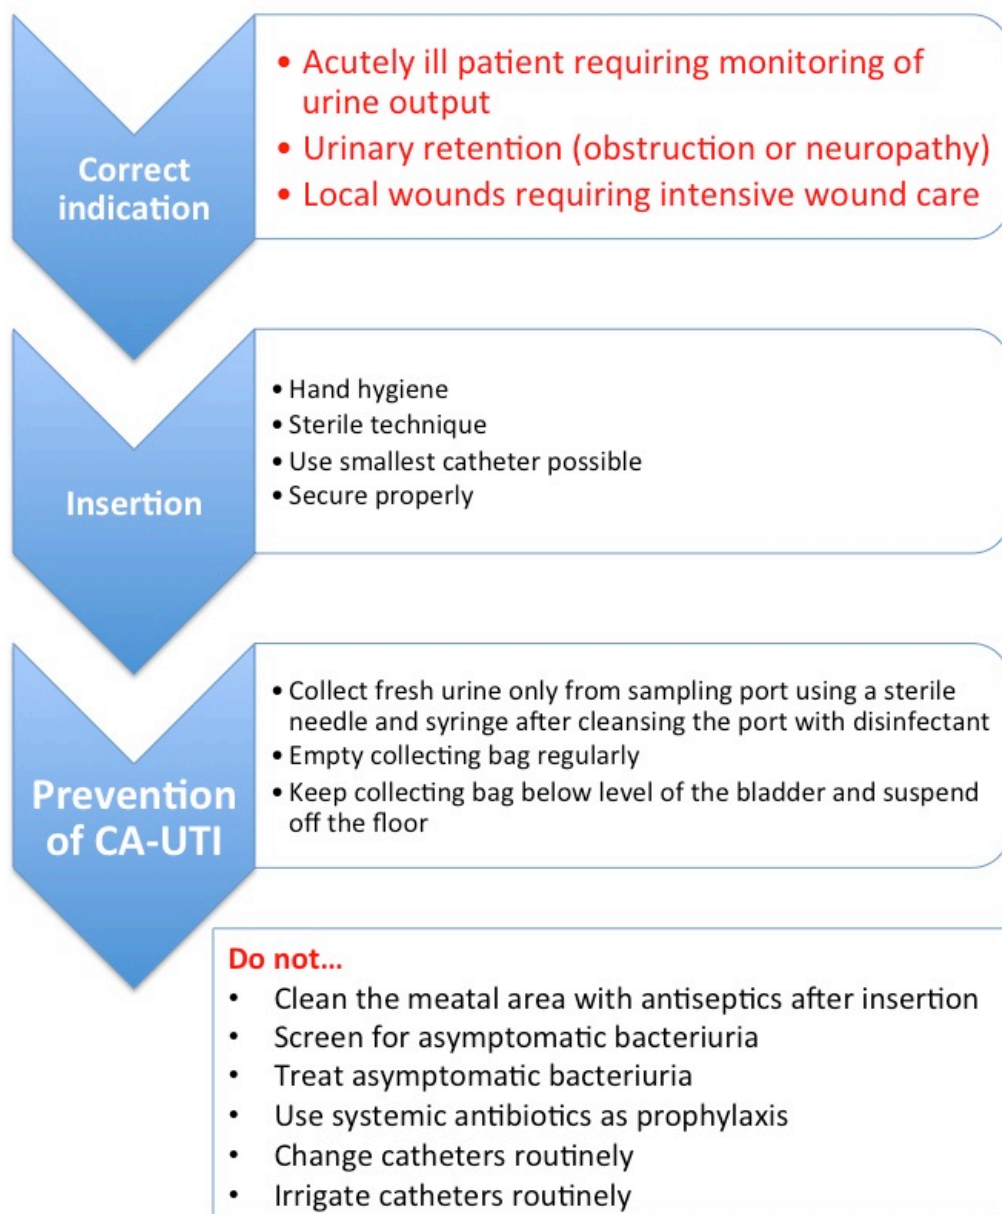 Correct
indication
• Acutely ill patient requiring monitoring of
urine output
• Urinary retention (obstruction or neuropathy)
• Local wounds requiring intensive wound care
Insertion
• Hand hygiene
• Sterile technique
• Use smallest catheter possible
• Secure properly
Prevention
of CA-UTI
• Collect fresh urine only from sampling port using a sterile
needle and syringe after cleansing the port with disinfectant
• Empty collecting bag regularly
• Keep collecting bag below level of the bladder and suspend
off the floor
Do not...
• Clean the meatal area with antiseptics after insertion
• Screen for asymptomatic bacteriuria
• Treat asymptomatic bacteriuria
• Use systemic antibiotics as prophylaxis
• Change catheters routinely
• Irrigate catheters routinely